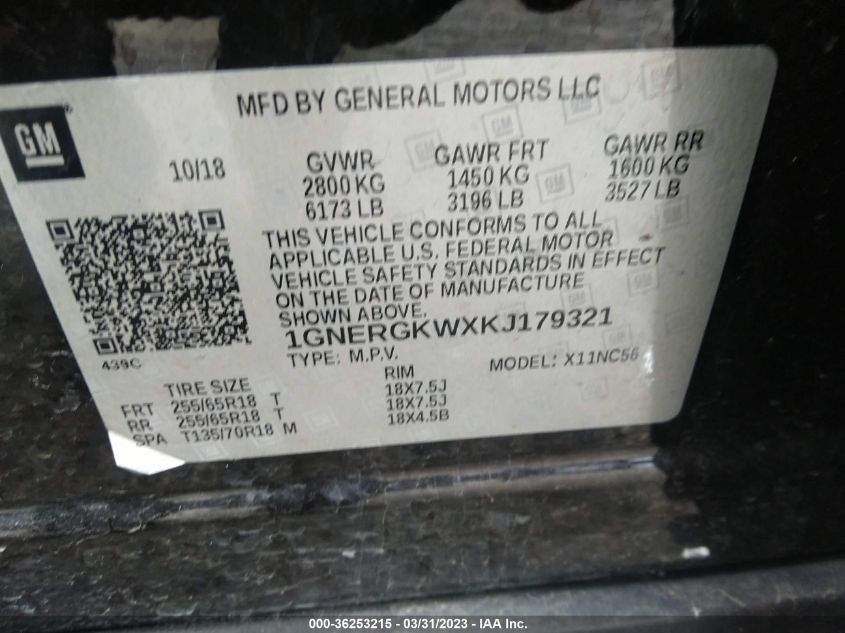 MFD BY GENERAL MOTORS LLC
GM®
10/18
GVWR GAWR FRT GAWR RR
2800 KG 1450 KG 1600 KG
6173 LB 3196 LB 3527 LB
THIS VEHICLE CONFORMS TO ALL
APPLICABLE U.S. FEDERAL MOTOR
VEHICLE SAFETY STANDARDS IN EFFECT
ON THE DATE OF MANUFACTURE
SHOWN ABOVE.
1GNERGKWXKJ179321
439C
TYPE: M.P.V. MODEL: X11NC56
TIRE SIZE RIM
FRT 255/65R18 T 18X7.5J
RR 255/65R18 T 18X7.5J
SPA T135/70R18 M 18X4.5B
000-36253215 - 03/31/2023 - IAA Inc.